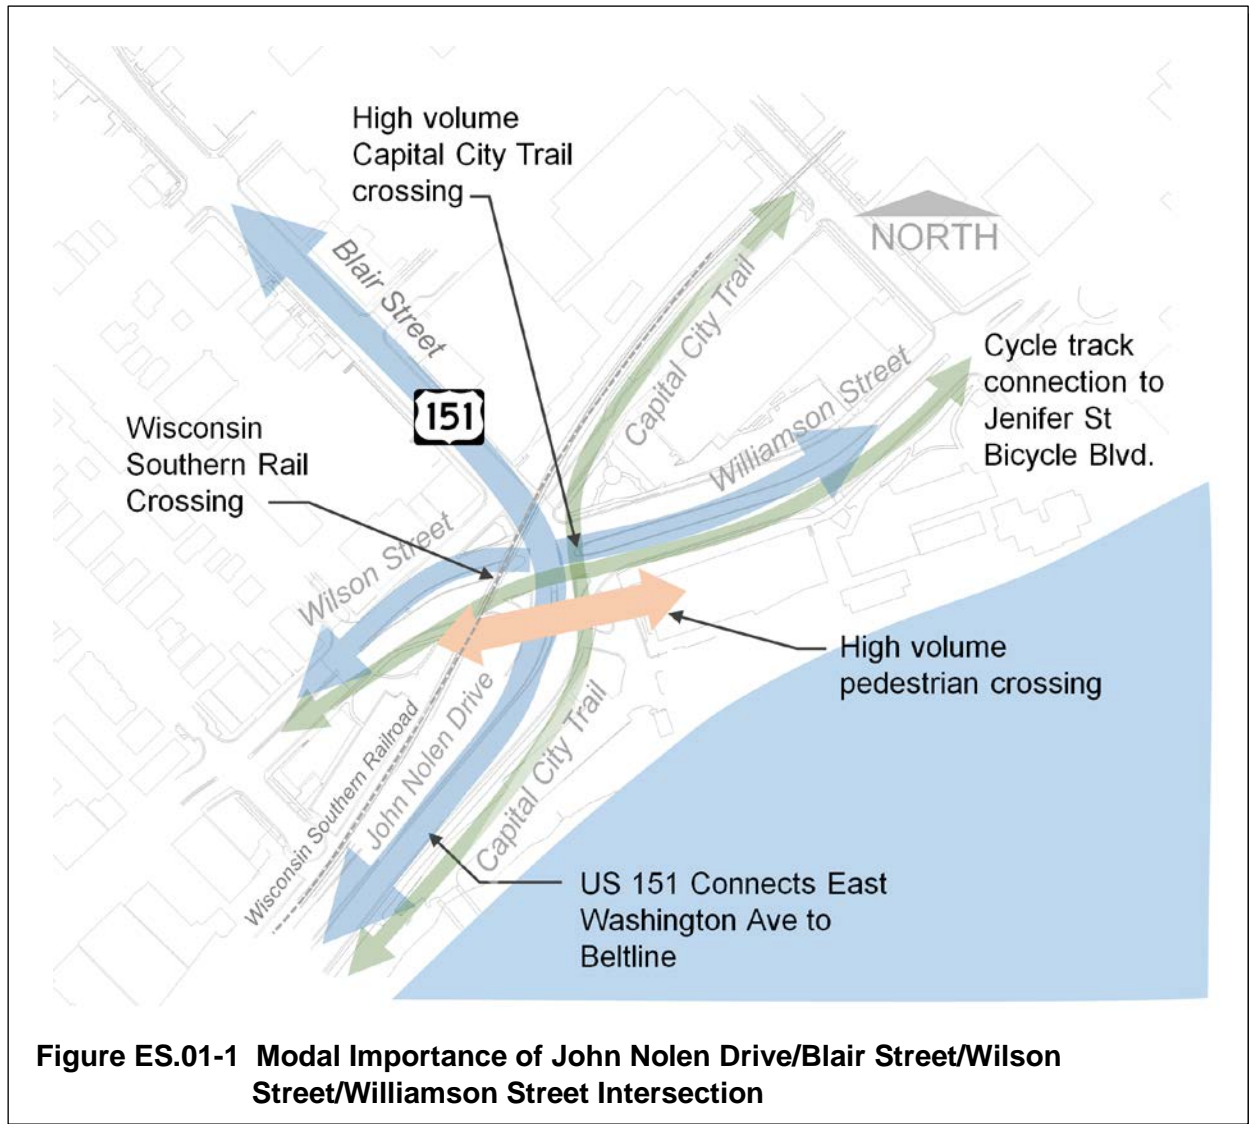 High volume
Capital City Trail
crossing
NORTH
Blair Street
Capital City Trail
151
Cycle track
connection to
Jenifer St
Bicycle Blvd.
Williamson Street
Wisconsin
Southern Rail
Crossing
Wilson Street
High volume
pedestrian crossing
John Nolen Drive
Wisconsin Southern Railroad
Capital City Trail
US 151 Connects East
Washington Ave to
Beltline
Figure ES.01-1 Modal Importance of John Nolen Drive/Blair Street/Wilson
Street/Williamson Street Intersection